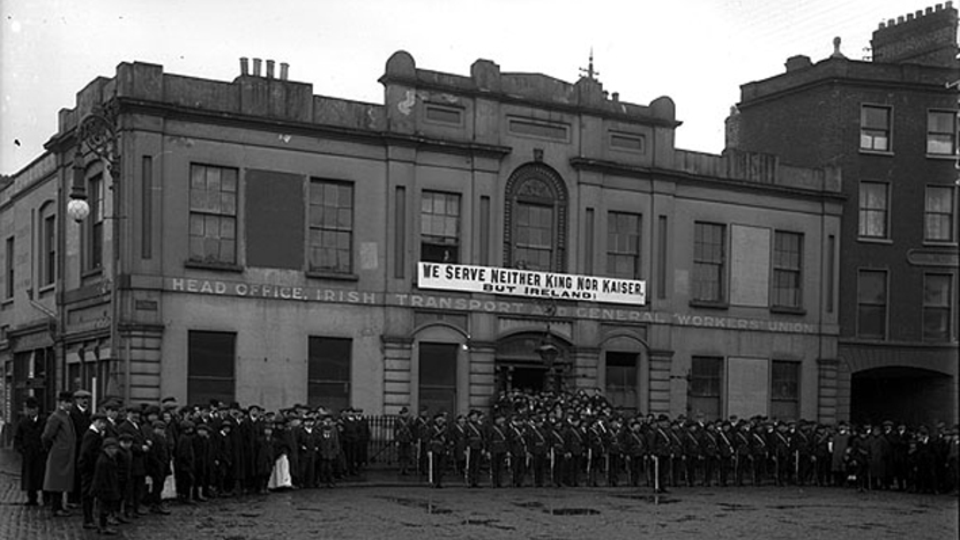 WE SERVE NEITHER KING NOR KAISER,
BUT IRELAND!
HEAD OFFICE, IRISH TRANSPORT AND GENERAL WORKERS' UNION